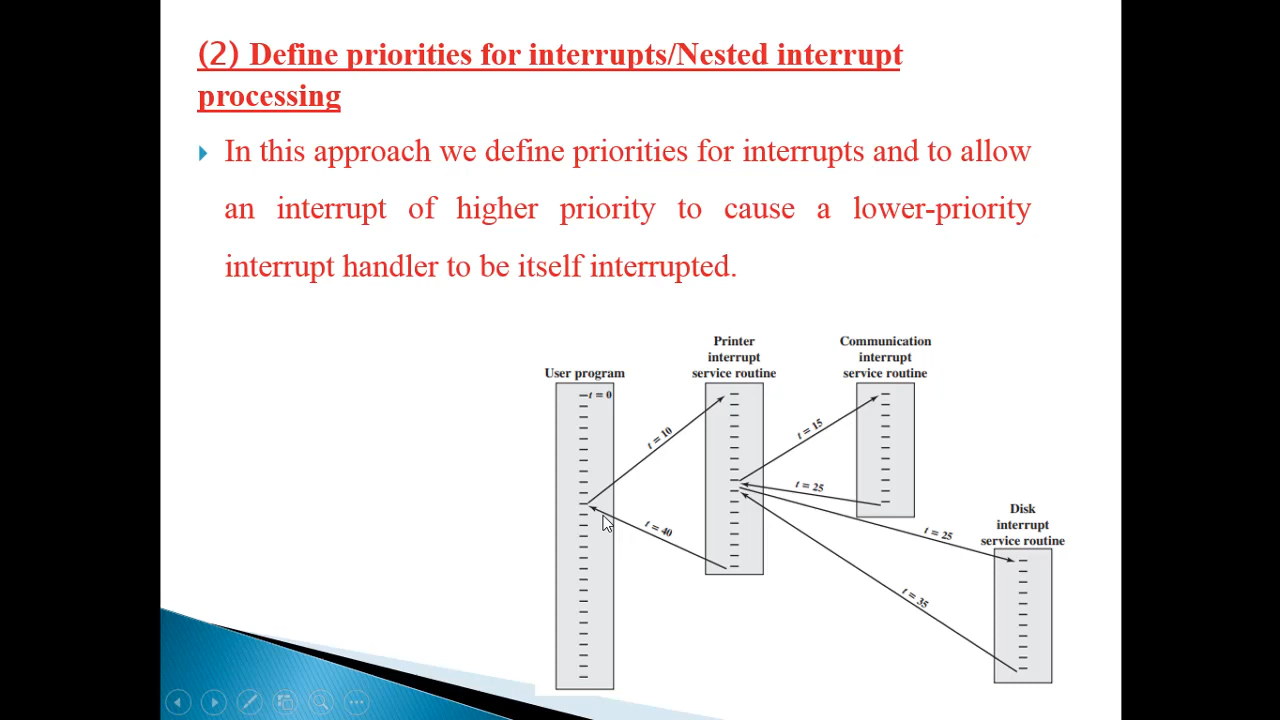 (2) Define priorities for interrupts/Nested interrupt
processing
In this approach we define priorities for interrupts and to allow
an interrupt of higher priority to cause a lower-priority
interrupt handler to be itself interrupted.
User program
Printer
interrupt
service routine
Communication
interrupt
service routine
t = 0
t = 10
t = 15
t = 25
t = 40
t = 25
Disk
interrupt
service routine
t = 35